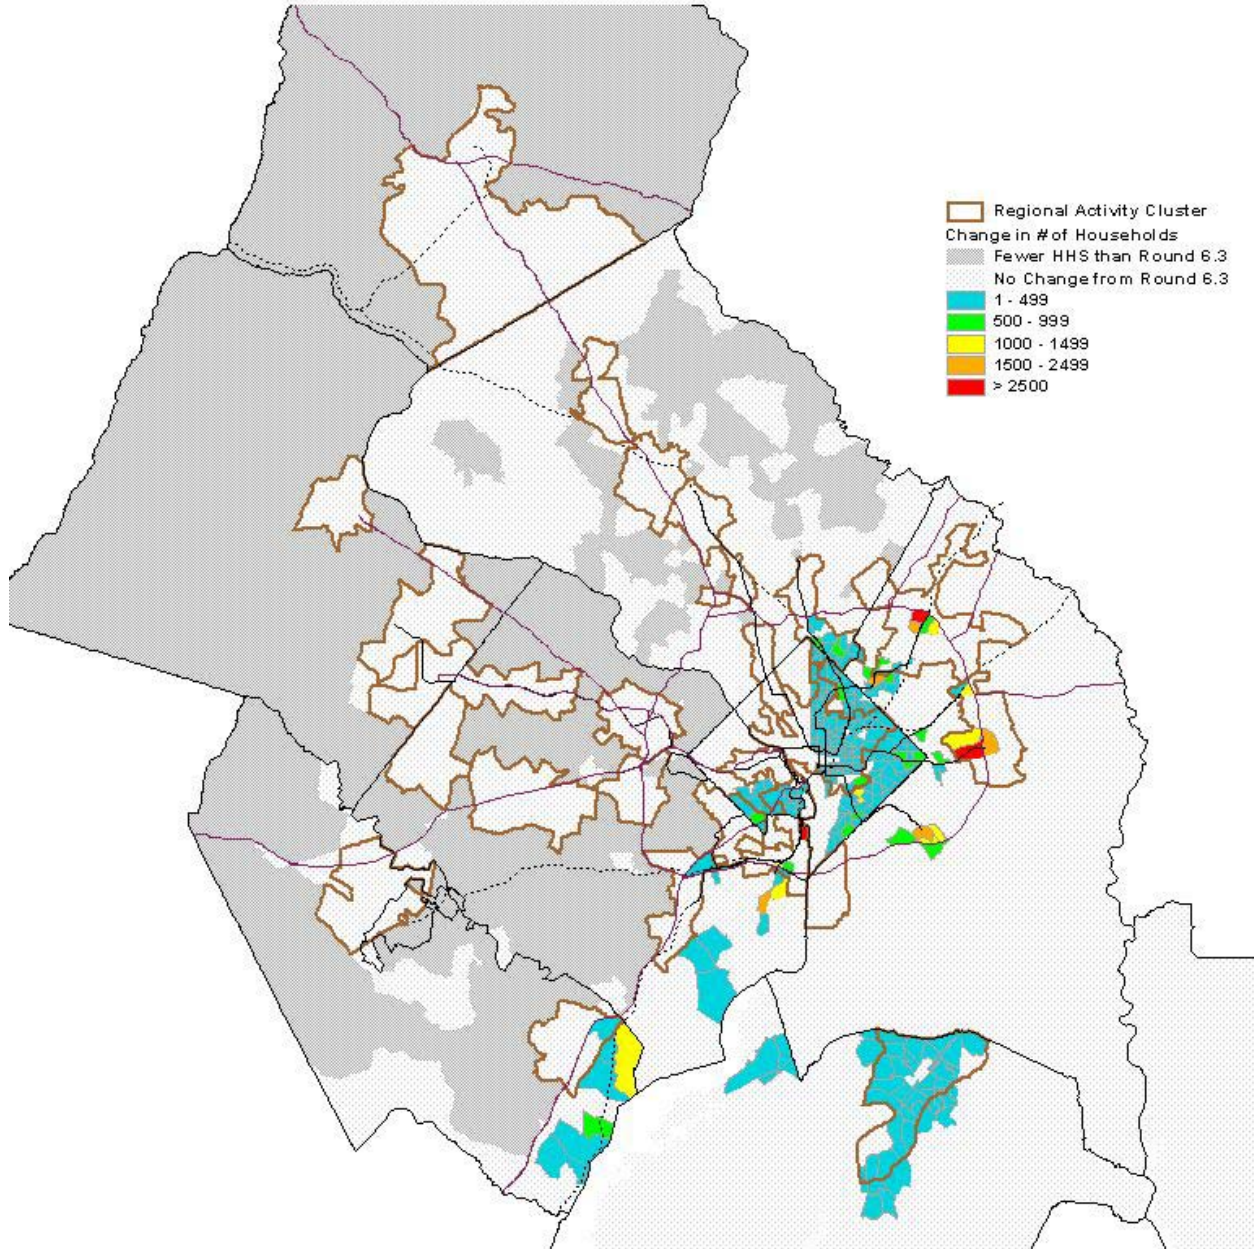 Regional Activity Cluster
Change in # of Households
Fewer HHS than Round 6.3
No Change from Round 6.3
1 - 499
500 - 999
1000 - 1499
1500 - 2499
> 2500